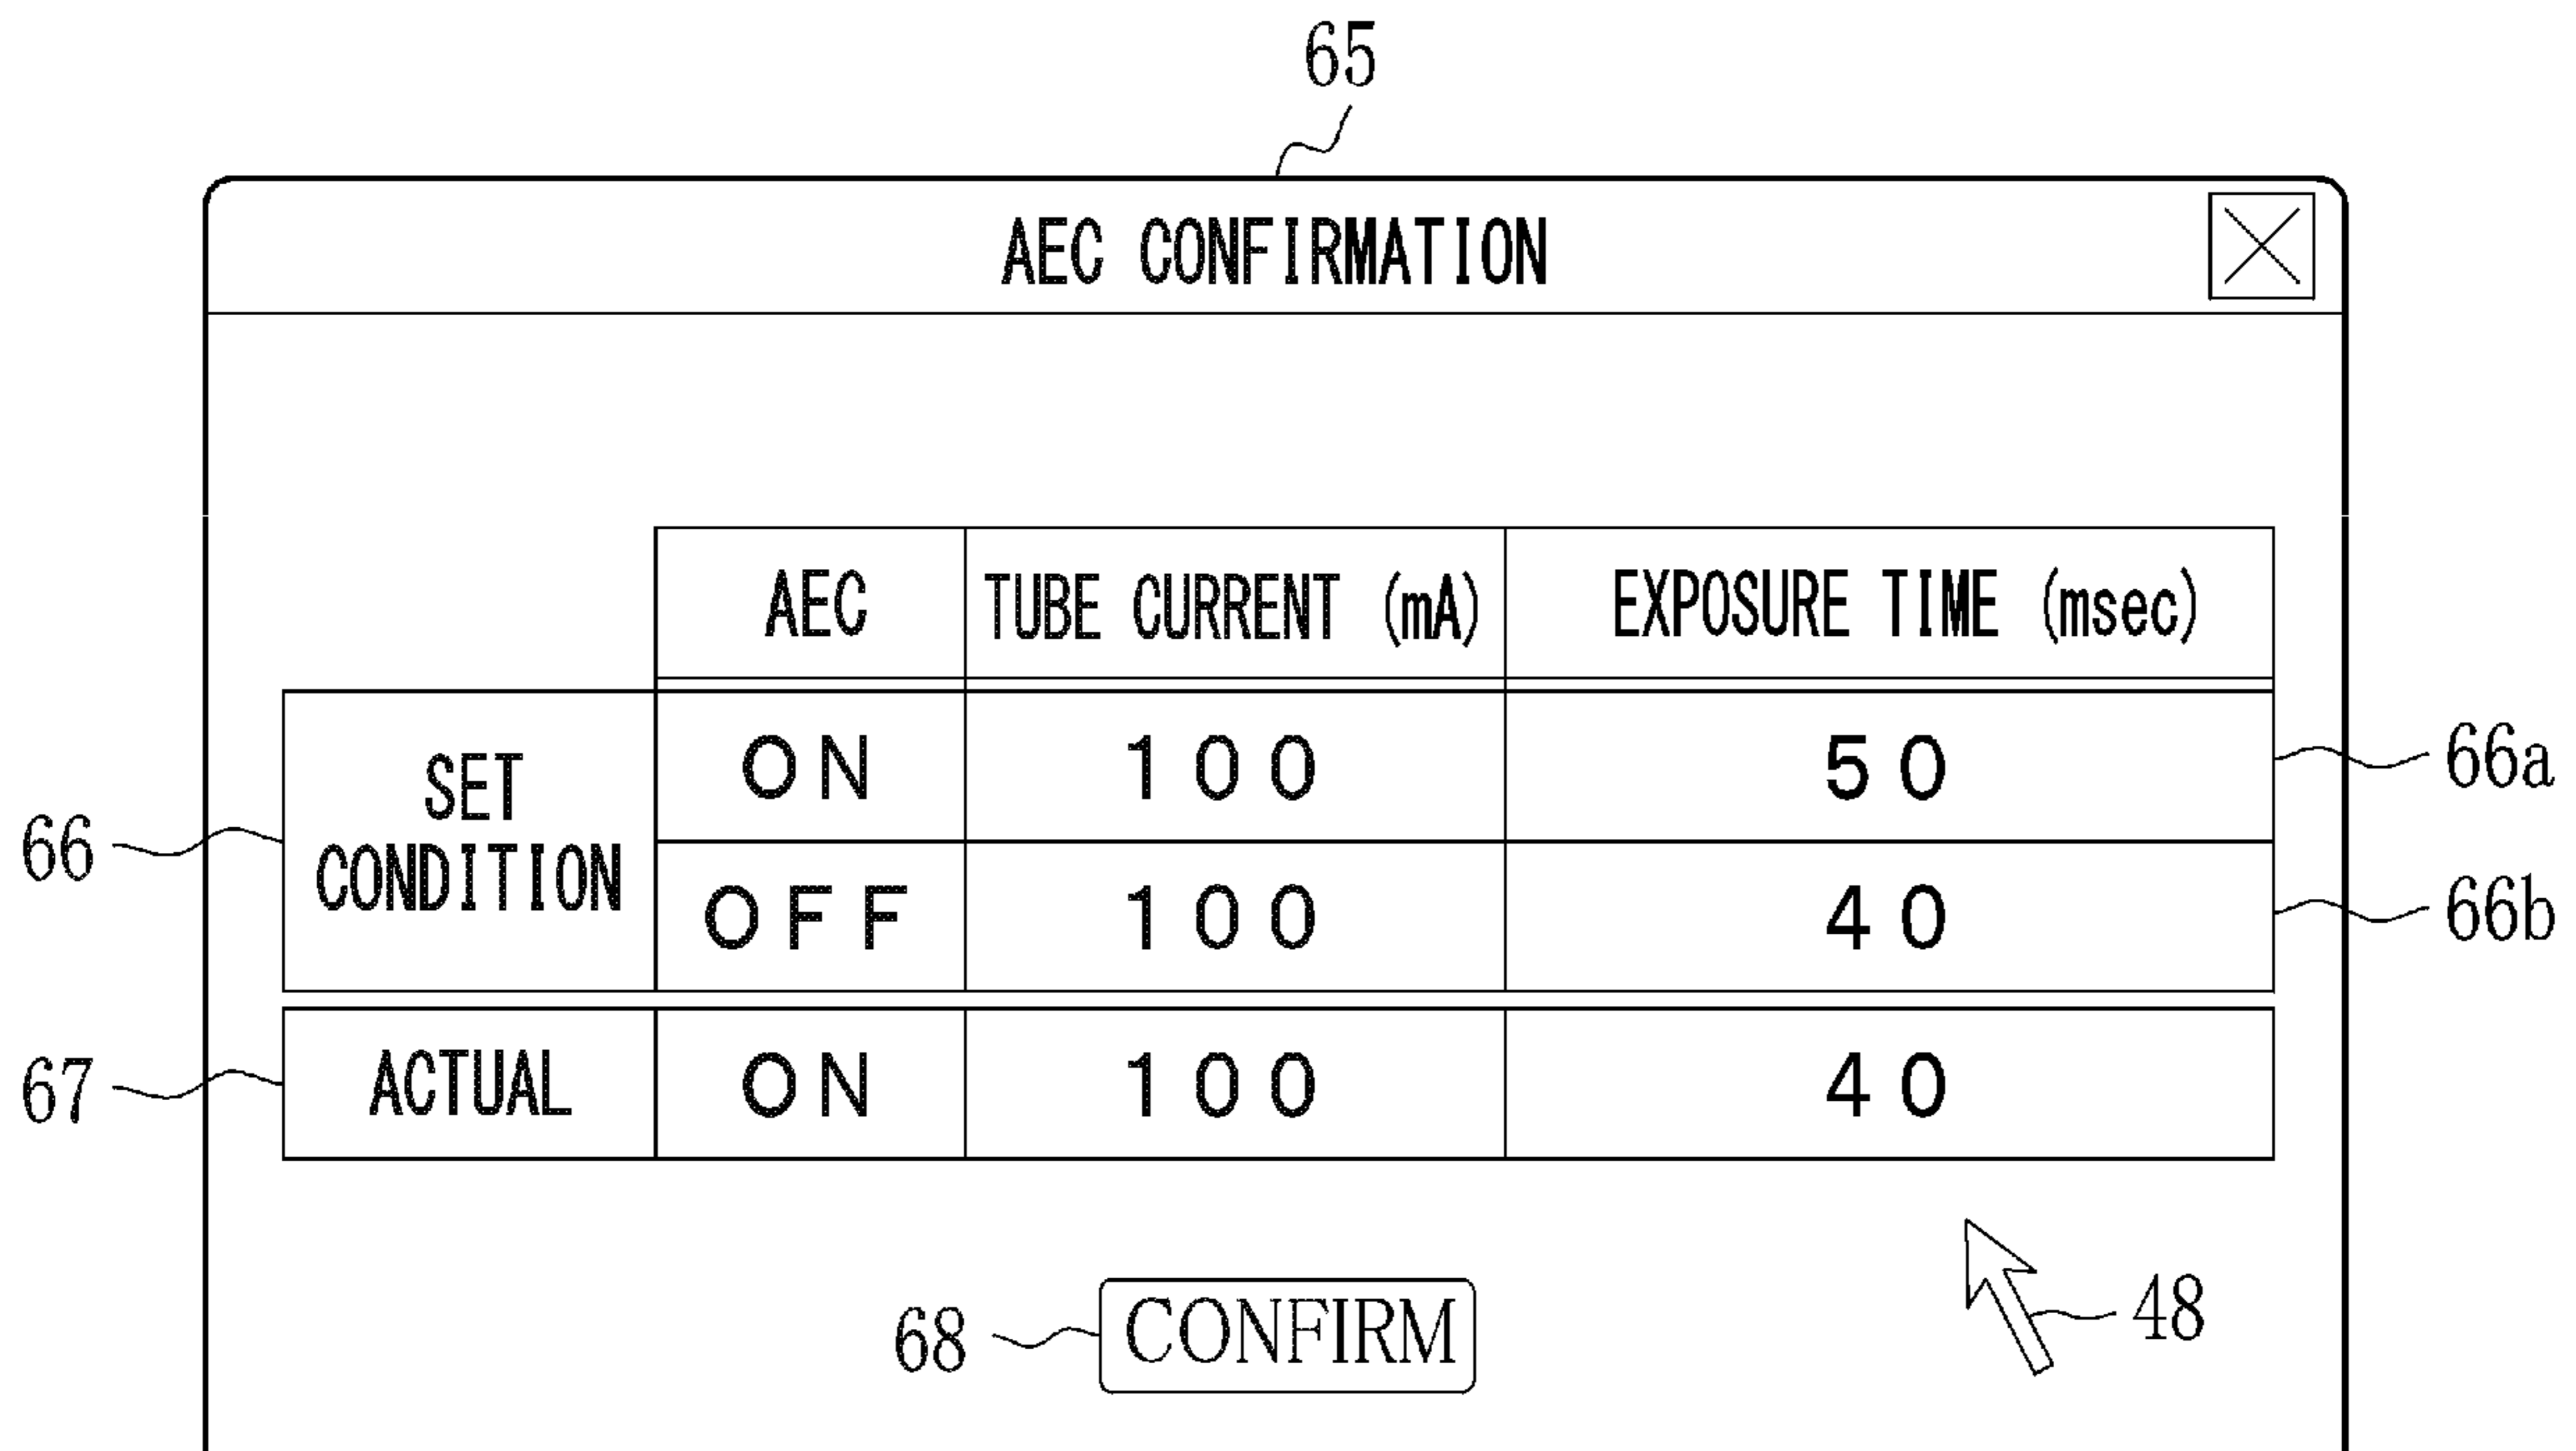 65
AEC CONFIRMATION
AEC TUBE CURRENT (mA) EXPOSURE TIME (msec)
66 SET CONDITION
ON 100 50 66a
OFF 100 40 66b
67 ACTUAL ON 100 40
68 CONFIRM 48